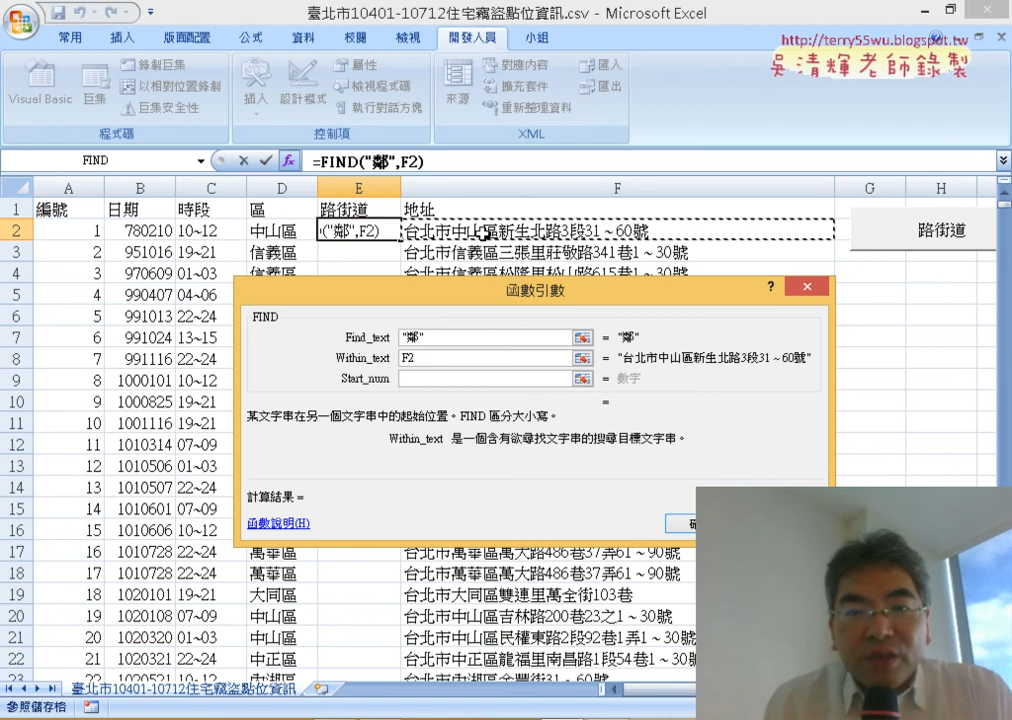 臺北市10401-10712住宅竊盜點位資訊.csv - Microsoft Excel
常用 插入 版面配置 公式 資料 校閱 檢視 開發人員 小組
http://terry55wu.blogspot.tw
吳清輝老師錄製
Visual Basic 巨集 錄製巨集 以相對位置錄製 巨集安全性
插入 設計模式 屬性 檢視程式碼 執行對話方塊
來源 對應內容 擴充套件 重新整理資料 匯入 匯出
程式碼 控制項 XML
FIND =FIND("鄰",F2)
A B C D E F G H
1 編號 日期 時段 區 路街道 地址
2 1 780210 10~12 中山區 ("鄰",F2) 台北市中山區新生北路3段31～60號
路街道
3 2 951016 19~21 信義區 台北市信義區三張里莊敬路341巷1～30號
4 3 970609 01~03 信義區 台北市信義區松隆里松山路615巷1～30號
5 4 990407 04~06
6 5 991013 22~24
7 6 991024 13~15
8 7 991116 22~24
9 8 1000101 10~12
10 9 1000825 19~21
11 10 1001116 19~21
12 11 1010314 07~09
13 12 1010506 01~03
14 13 1010507 22~24
15 14 1010601 07~09
16 15 1010606 10~12
17 16 1010728 22~24 萬華區 台北市萬華區萬大路486巷37弄61～90號
18 17 1010728 22~24 萬華區 台北市萬華區萬大路486巷37弄61～90號
19 18 1020101 19~21 大同區 台北市大同區雙連里萬全街103巷
20 19 1020108 07~09 中山區 台北市中山區吉林路200巷23之1～30號
21 20 1020320 01~03 中山區 台北市中山區民權東路2段92巷1弄1～30號
22 21 1020321 22~24 中正區 台北市中正區龍福里南昌路1段54巷1～30號
函數引數
FIND
Find_text "鄰" = "鄰"
Within_text F2 = "台北市中山區新生北路3段31～60號"
Start_num = 數字
=
某文字串在另一個文字串中的起始位置。FIND 區分大小寫。
Within_text 是一個含有欲尋找文字串的搜尋目標文字串。
計算結果 =
函數說明(H)
臺北市10401-10712住宅竊盜點位資訊
參照儲存格